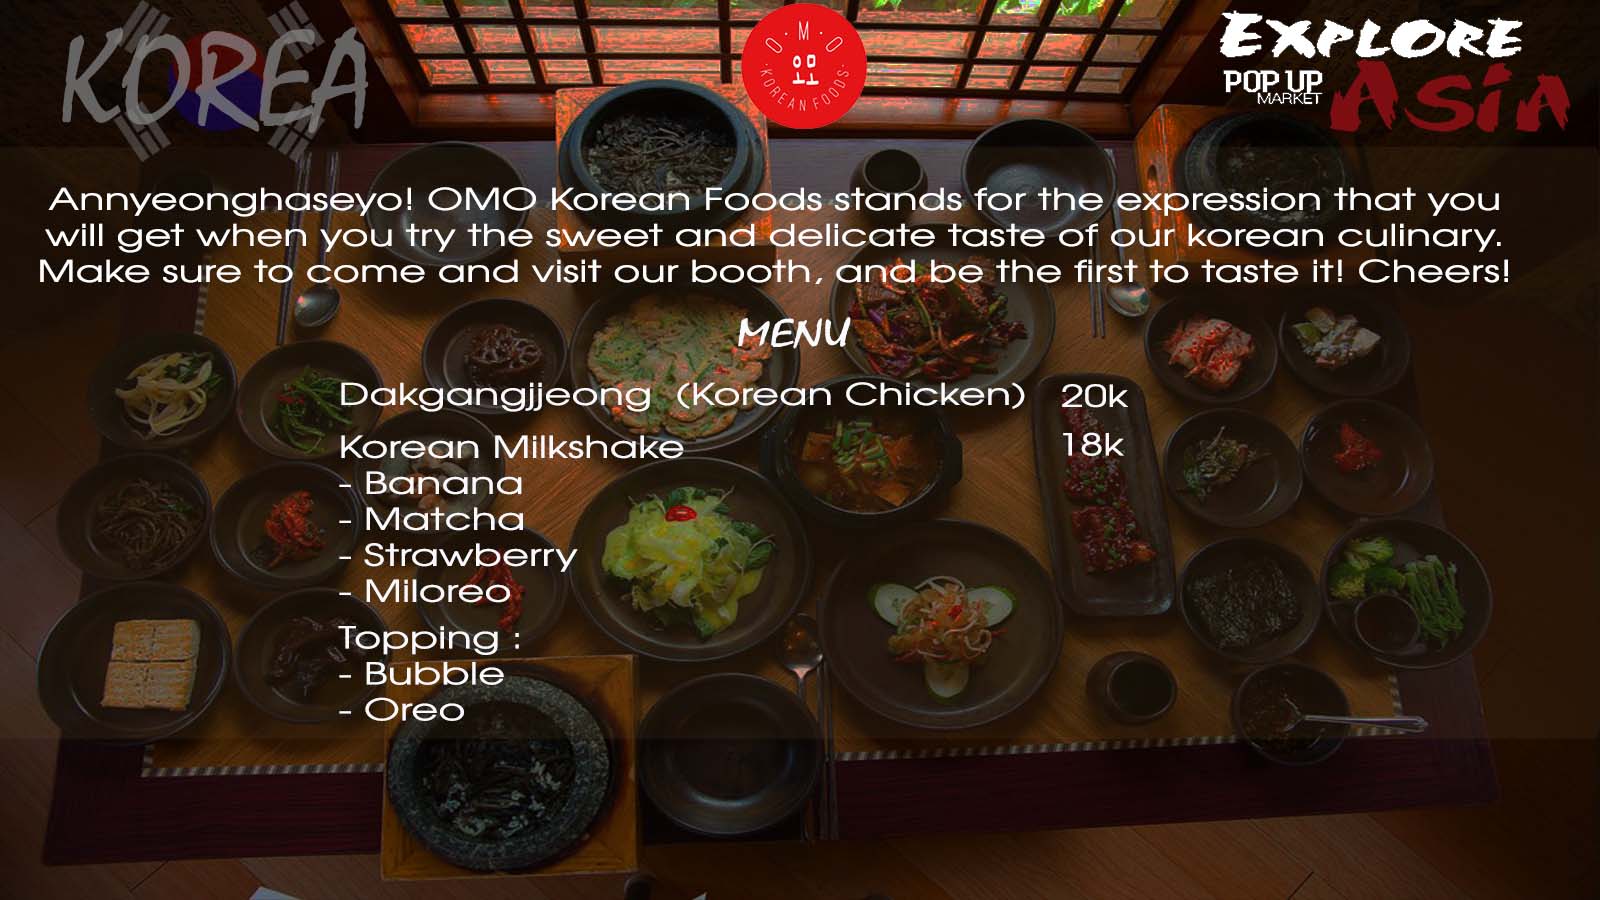 KOREA
O·M·O
KOREAN FOODS
EXPLORE
POP UP
MARKET
ASIA
Annyeonghaseyo! OMO Korean Foods stands for the expression that you
will get when you try the sweet and delicate taste of our korean culinary.
Make sure to come and visit our booth, and be the first to taste it! Cheers!
MENU
Dakgangjjeong (Korean Chicken) 20k
Korean Milkshake 18k
- Banana
- Matcha
- Strawberry
- Miloreo
Topping :
- Bubble
- Oreo